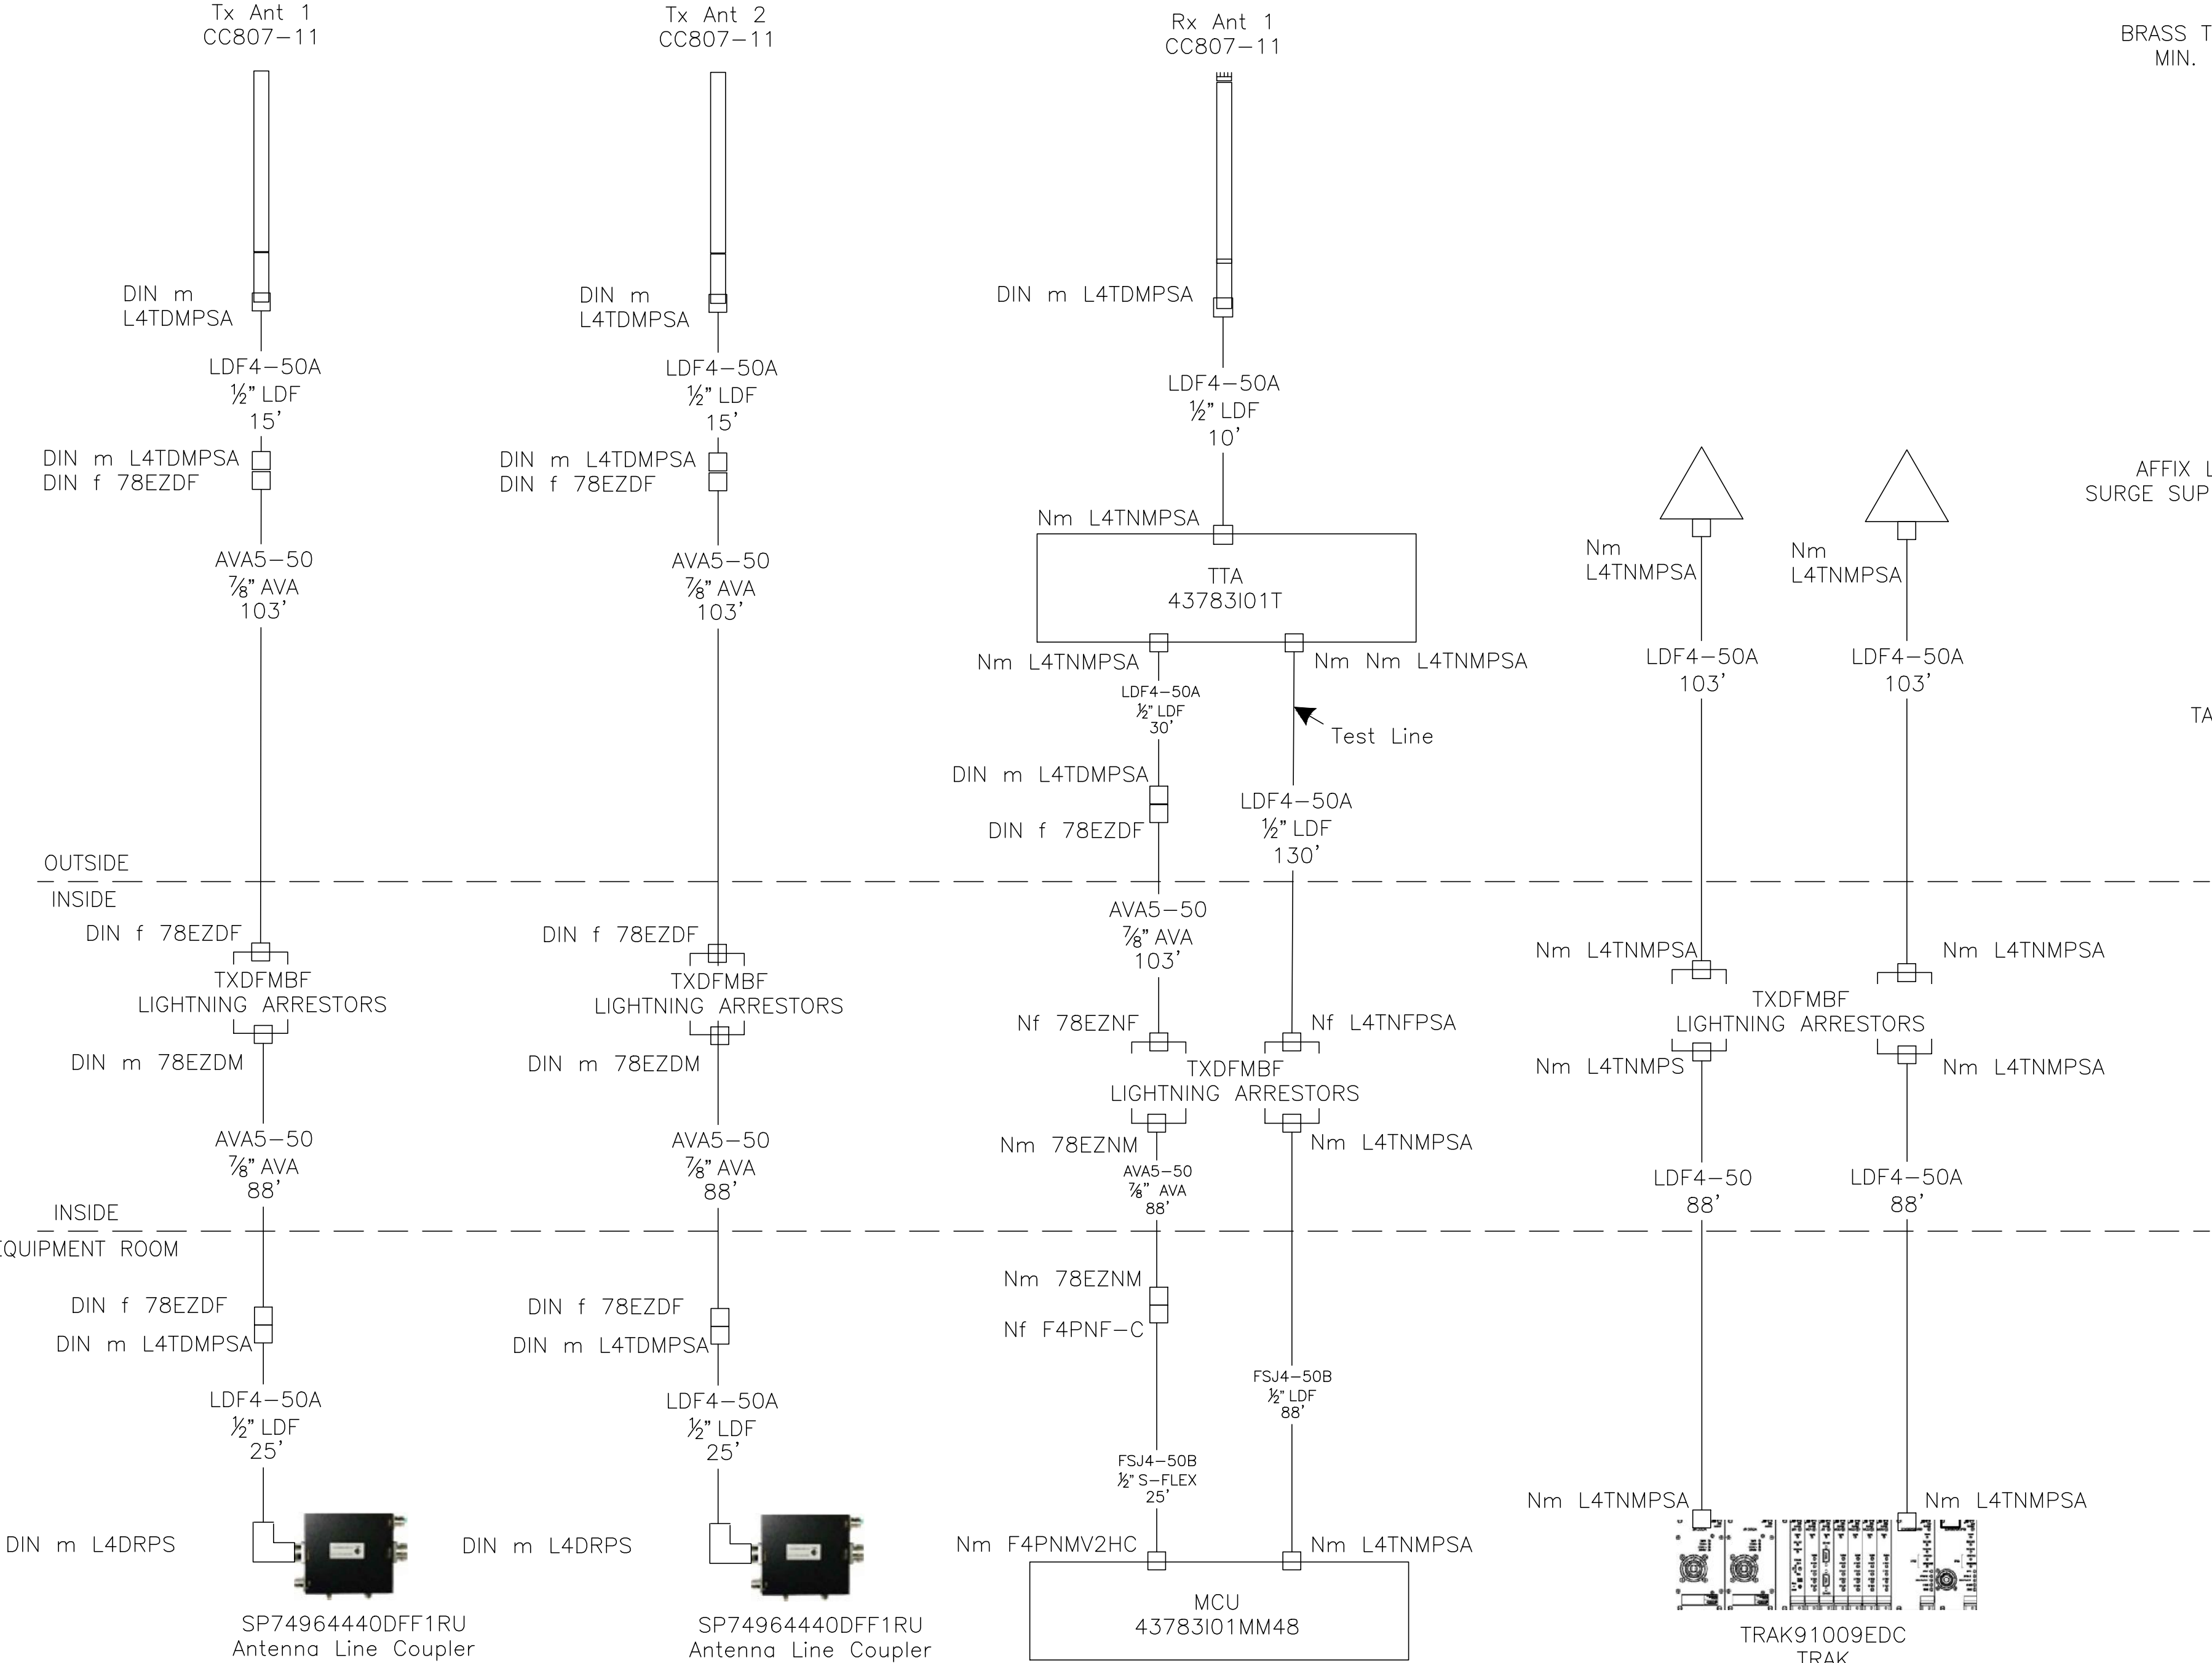 Tx Ant 1
CC807-11
DIN m
L4TDMPSA
LDF4-50A
½" LDF
15'
DIN m L4TDMPSA
DIN f 78EZDF
AVA5-50
⅞" AVA
103'
OUTSIDE
INSIDE
DIN f 78EZDF
TXDFMBF
LIGHTNING ARRESTORS
DIN m 78EZDM
AVA5-50
⅞" AVA
88'
INSIDE
EQUIPMENT ROOM
DIN f 78EZDF
DIN m L4TDMPSA
LDF4-50A
½" LDF
25'
DIN m L4DRPS
SP74964440DFF1RU
Antenna Line Coupler
Tx Ant 2
CC807-11
DIN m
L4TDMPSA
LDF4-50A
½" LDF
15'
DIN m L4TDMPSA
DIN f 78EZDF
AVA5-50
⅞" AVA
103'
DIN f 78EZDF
TXDFMBF
LIGHTNING ARRESTORS
DIN m 78EZDM
AVA5-50
⅞" AVA
88'
DIN f 78EZDF
DIN m L4TDMPSA
LDF4-50A
½" LDF
25'
DIN m L4DRPS
SP74964440DFF1RU
Antenna Line Coupler
Rx Ant 1
CC807-11
DIN m L4TDMPSA
LDF4-50A
½" LDF
10'
Nm L4TNMPSA
TTA
43783I01T
Nm L4TNMPSA
Nm Nm L4TNMPSA
LDF4-50A
½" LDF
30'
Test Line
DIN m L4TDMPSA
DIN f 78EZDF
LDF4-50A
½" LDF
130'
AVA5-50
⅞" AVA
103'
Nf 78EZNF
Nf L4TNFPSA
TXDFMBF
LIGHTNING ARRESTORS
Nm 78EZNM
Nm L4TNMPSA
AVA5-50
⅞" AVA
88'
Nm 78EZNM
Nf F4PNF-C
FSJ4-50B
½" LDF
88'
FSJ4-50B
½" S-FLEX
25'
Nm F4PNMV2HC
Nm L4TNMPSA
MCU
43783I01MM48
Nm
L4TNMPSA
Nm
L4TNMPSA
LDF4-50A
103'
LDF4-50A
103'
Nm L4TNMPSA
Nm L4TNMPSA
TXDFMBF
LIGHTNING ARRESTORS
Nm L4TNMPS
Nm L4TNMPSA
LDF4-50
88'
LDF4-50A
88'
Nm L4TNMPSA
Nm L4TNMPSA
TRAK91009EDC
TRAK
BRASS T
MIN.
AFFIX L
SURGE SUP
TA